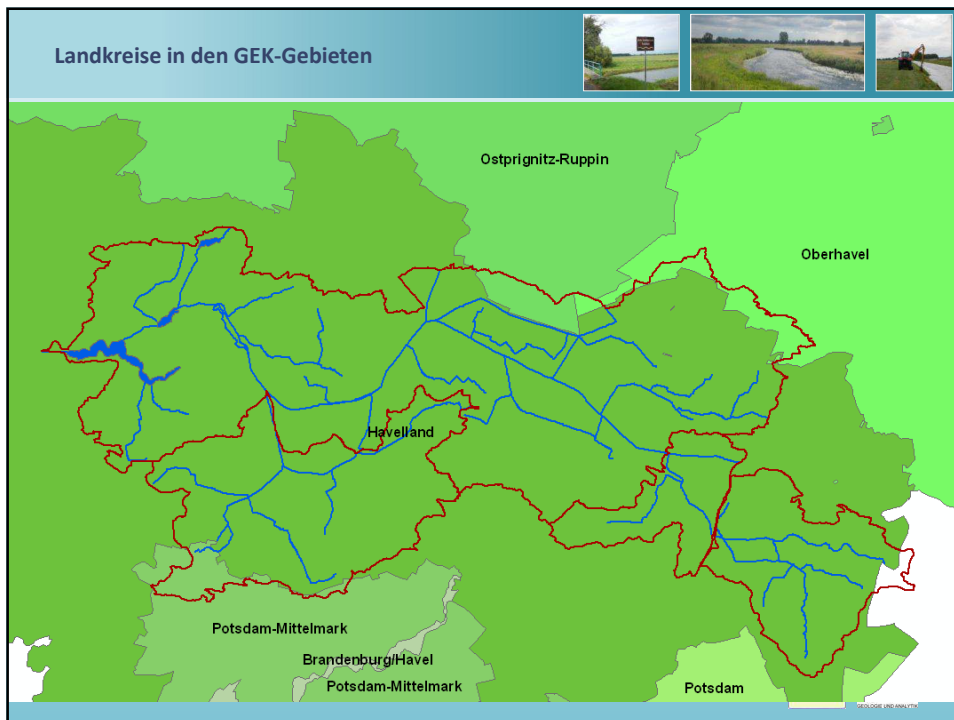 Landkreise in den GEK-Gebieten
Ostprignitz-Ruppin
Oberhavel
Havelland
Potsdam-Mittelmark
Brandenburg/Havel
Potsdam-Mittelmark
Potsdam
GEOLOGIE UND ANALYTIK